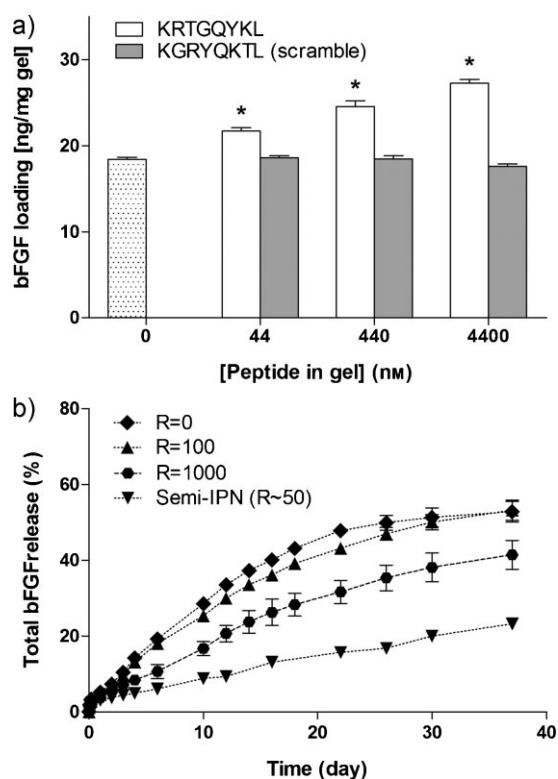 a)
KRTGQYKL
KGRYQKTL (scramble)
bFGF loading [ng/mg gel]
30
20
10
0
* * *
0 44 440 4400
[Peptide in gel] (nM)
b)
R=0
R=100
R=1000
Semi-IPN (R~50)
Total bFGFrelease (%)
80
60
40
20
0
0 10 20 30 40
Time (day)